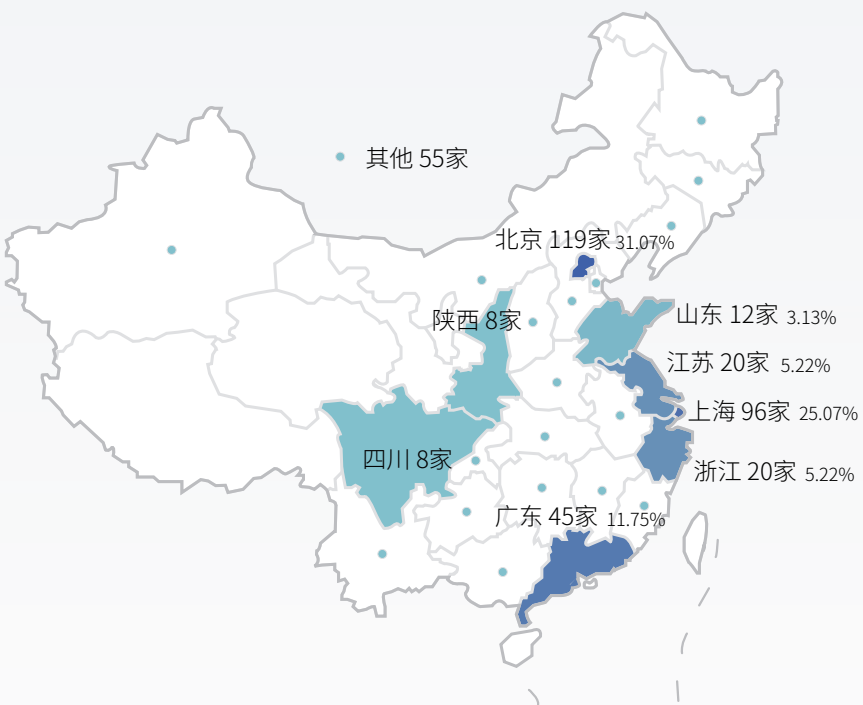 其他 55家
北京 119家 31.07%
山东 12家 3.13%
陕西 8家
江苏 20家 5.22%
上海 96家 25.07%
四川 8家
浙江 20家 5.22%
广东 45家 11.75%